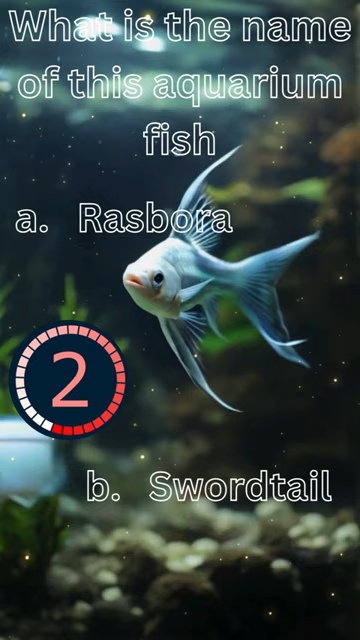 What is the name
of this aquarium
fish
a. Rasbora
2
b. Swordtail